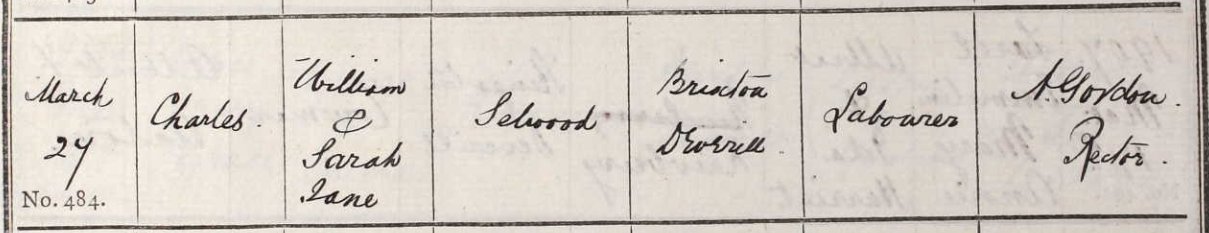 March
27
No. 484.
Charles.
William
&
Sarah
Jane
Selwood
Brixton
Deverill.
Labourer
A. Gordon.
Rector.